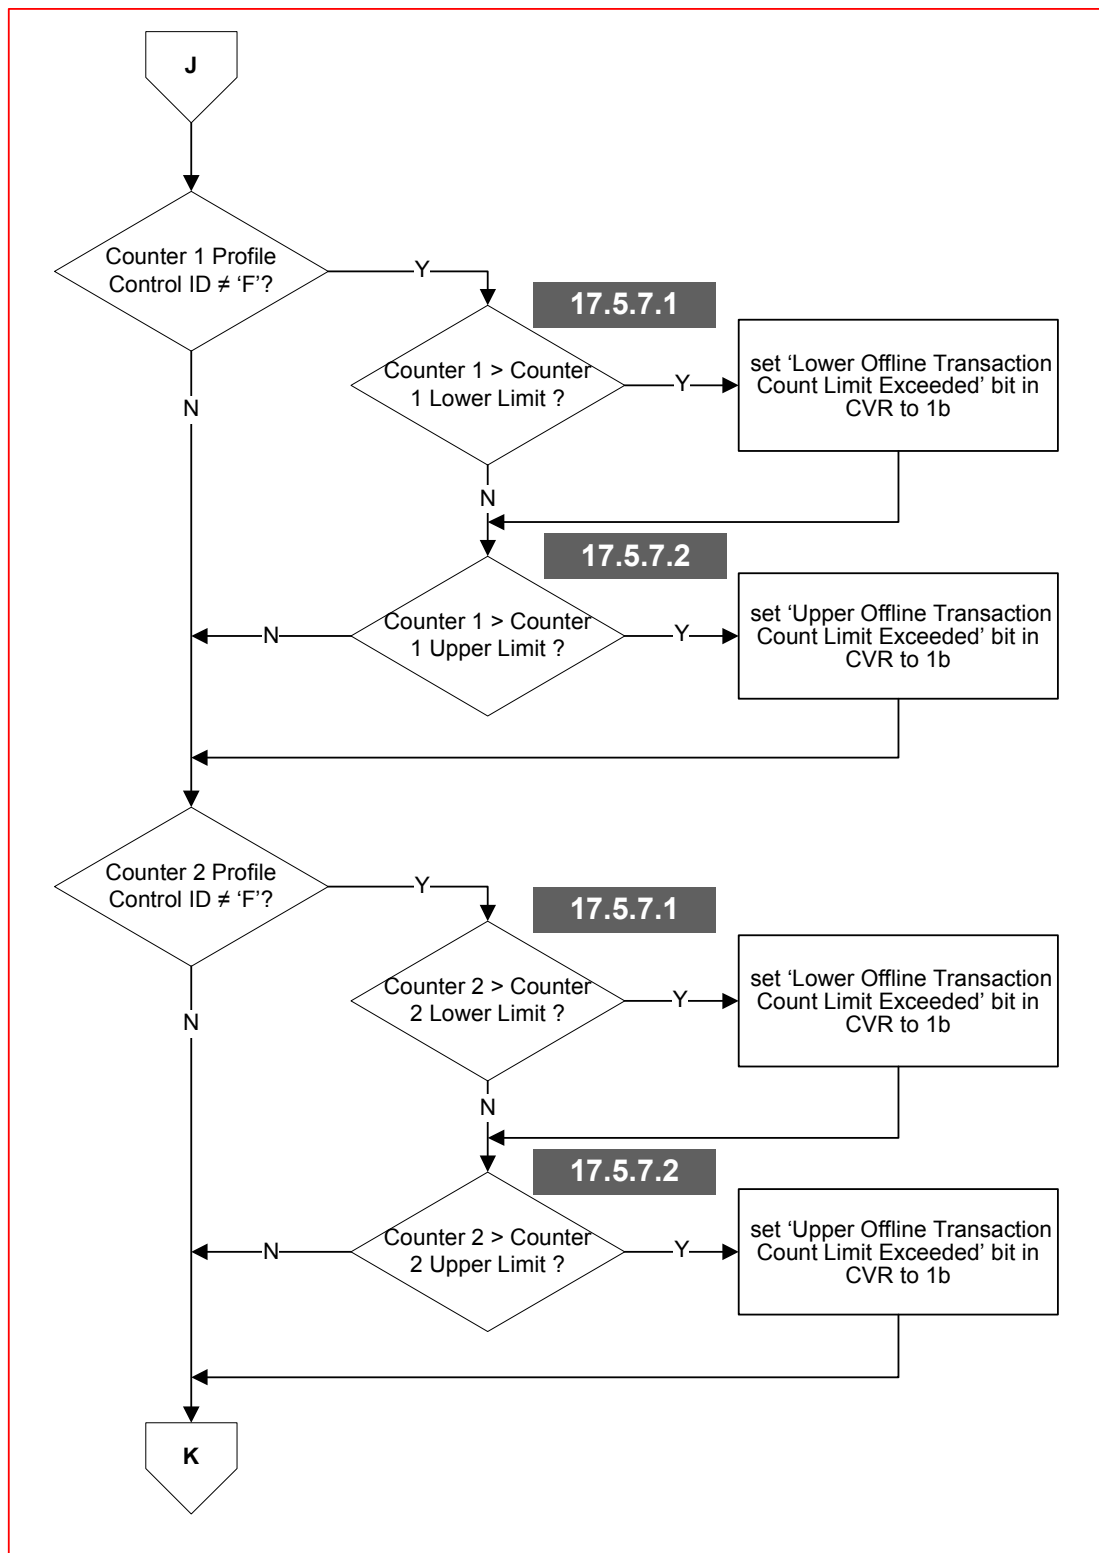 J
Counter 1 Profile
Control ID ≠ ‘F’?
Y
17.5.7.1
N
Counter 1 > Counter
1 Lower Limit ?
Y
set ‘Lower Offline Transaction
Count Limit Exceeded’ bit in
CVR to 1b
N
17.5.7.2
N
Counter 1 > Counter
1 Upper Limit ?
Y
set ‘Upper Offline Transaction
Count Limit Exceeded’ bit in
CVR to 1b
Counter 2 Profile
Control ID ≠ ‘F’?
Y
17.5.7.1
N
Counter 2 > Counter
2 Lower Limit ?
Y
set ‘Lower Offline Transaction
Count Limit Exceeded’ bit in
CVR to 1b
N
17.5.7.2
N
Counter 2 > Counter
2 Upper Limit ?
Y
set ‘Upper Offline Transaction
Count Limit Exceeded’ bit in
CVR to 1b
K